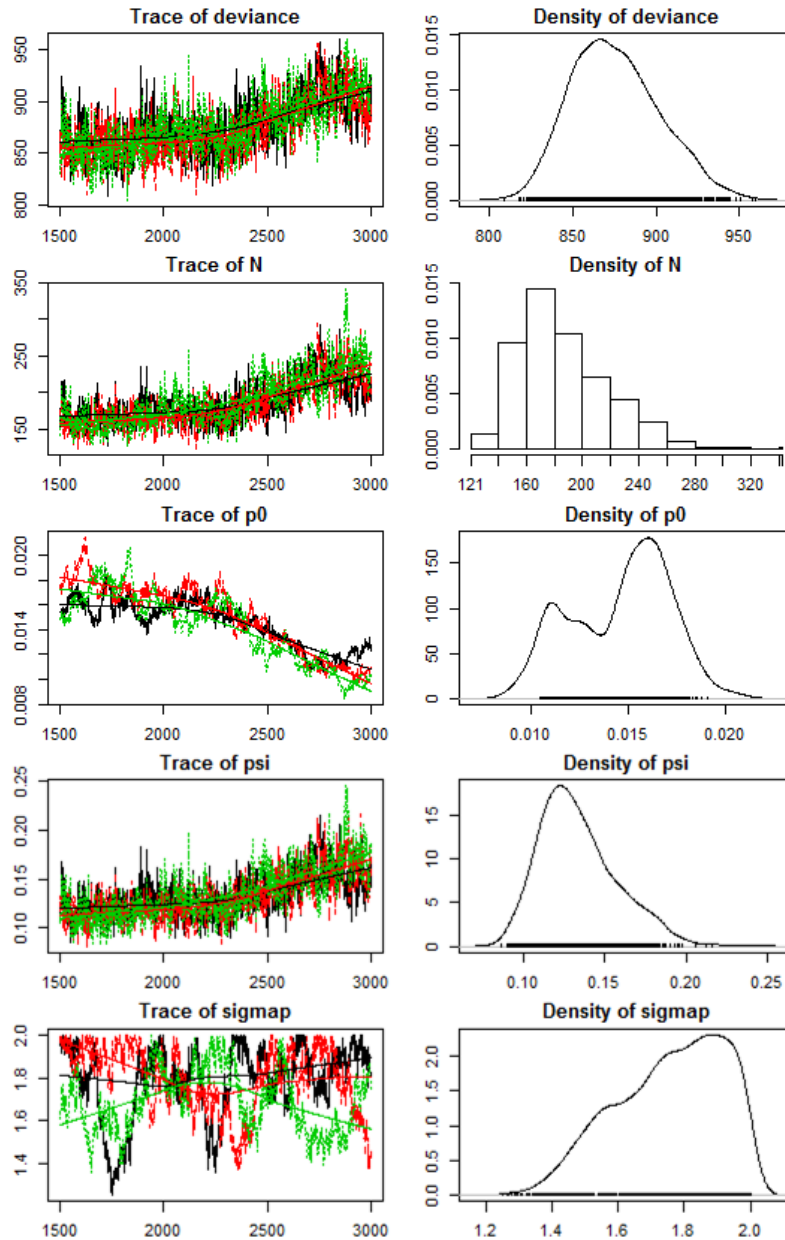 Trace of deviance
Density of deviance
800 850 900 950
1500 2000 2500 3000
0.000 0.005 0.010 0.015
800 850 900 950
Trace of N
Density of N
150 250 350
1500 2000 2500 3000
0.000 0.005 0.010 0.015
121 160 200 240 280 320
Trace of p0
Density of p0
0.008 0.014 0.020
1500 2000 2500 3000
0 50 100 150
0.010 0.015 0.020
Trace of psi
Density of psi
0.10 0.15 0.20 0.25
1500 2000 2500 3000
0 5 10 15
0.10 0.15 0.20 0.25
Trace of sigmap
Density of sigmap
1.4 1.6 1.8 2.0
1500 2000 2500 3000
0.0 0.5 1.0 1.5 2.0
1.2 1.4 1.6 1.8 2.0